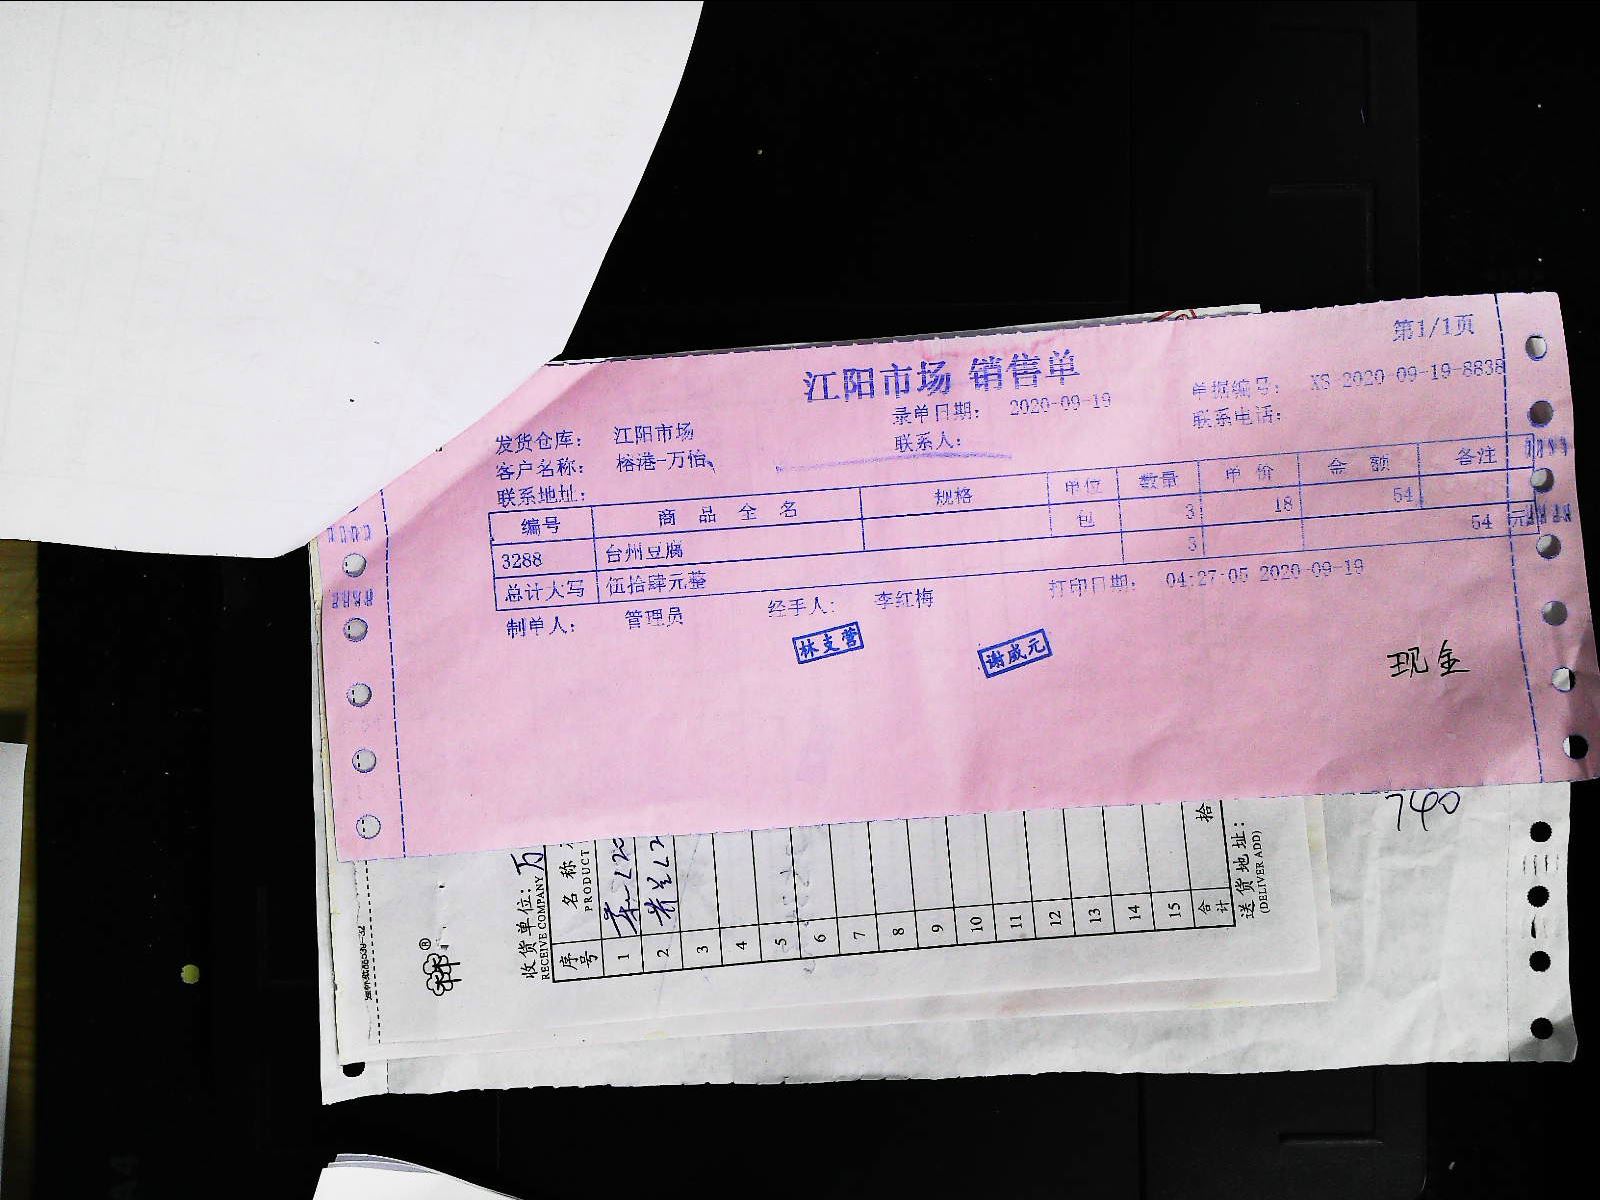 第1/1页
江阳市场 销售单
录单日期： 2020-09-19
单据编号： XS-2020-09-19-8838
发货仓库： 江阳市场
联系人：
联系电话：
客户名称： 榕港-万怡
联系地址：
编号 商品全名 规格 单位 数量 单价 金额 各注
3288 台州豆腐 包 3 18 54
总计大写 伍拾肆元整 3 54 元
制单人： 管理员 经手人： 李红梅 打印日期： 04:27:05 2020-09-19
林支营
谢咸元
现金
740
收货单位：万
RECEIVE COMPANY
序号 名称
PRODUCT
1
2
3
4
5
6
7
8
9
10
11
12
13
14
15
合计 拾
送货地址：
(DELIVER ADD)